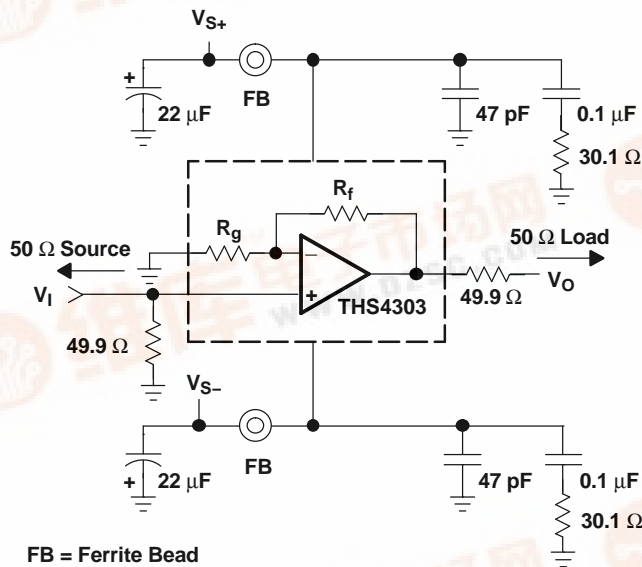 V_S+
FB
+
22 µF
47 pF
0.1 µF
30.1 Ω
R_f
R_g
50 Ω Source
50 Ω Load
−
+
V_I
THS4303
49.9 Ω
V_O
49.9 Ω
V_S−
FB
+
22 µF
47 pF
0.1 µF
30.1 Ω
FB = Ferrite Bead